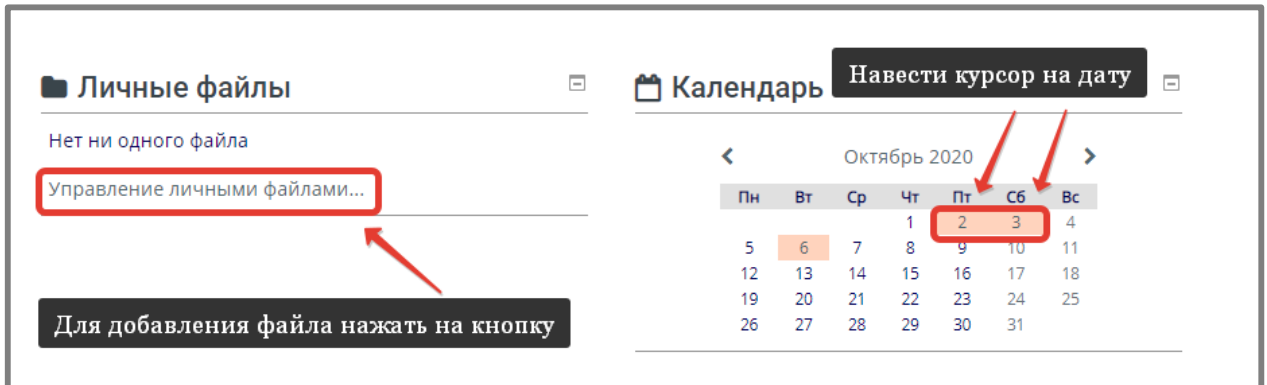 Личные файлы
Нет ни одного файла
Управление личными файлами...
Для добавления файла нажать на кнопку
Календарь
Навести курсор на дату
Октябрь 2020
Пн Вт Ср Чт Пт Сб Вс
1 2 3 4
5 6 7 8 9 10 11
12 13 14 15 16 17 18
19 20 21 22 23 24 25
26 27 28 29 30 31